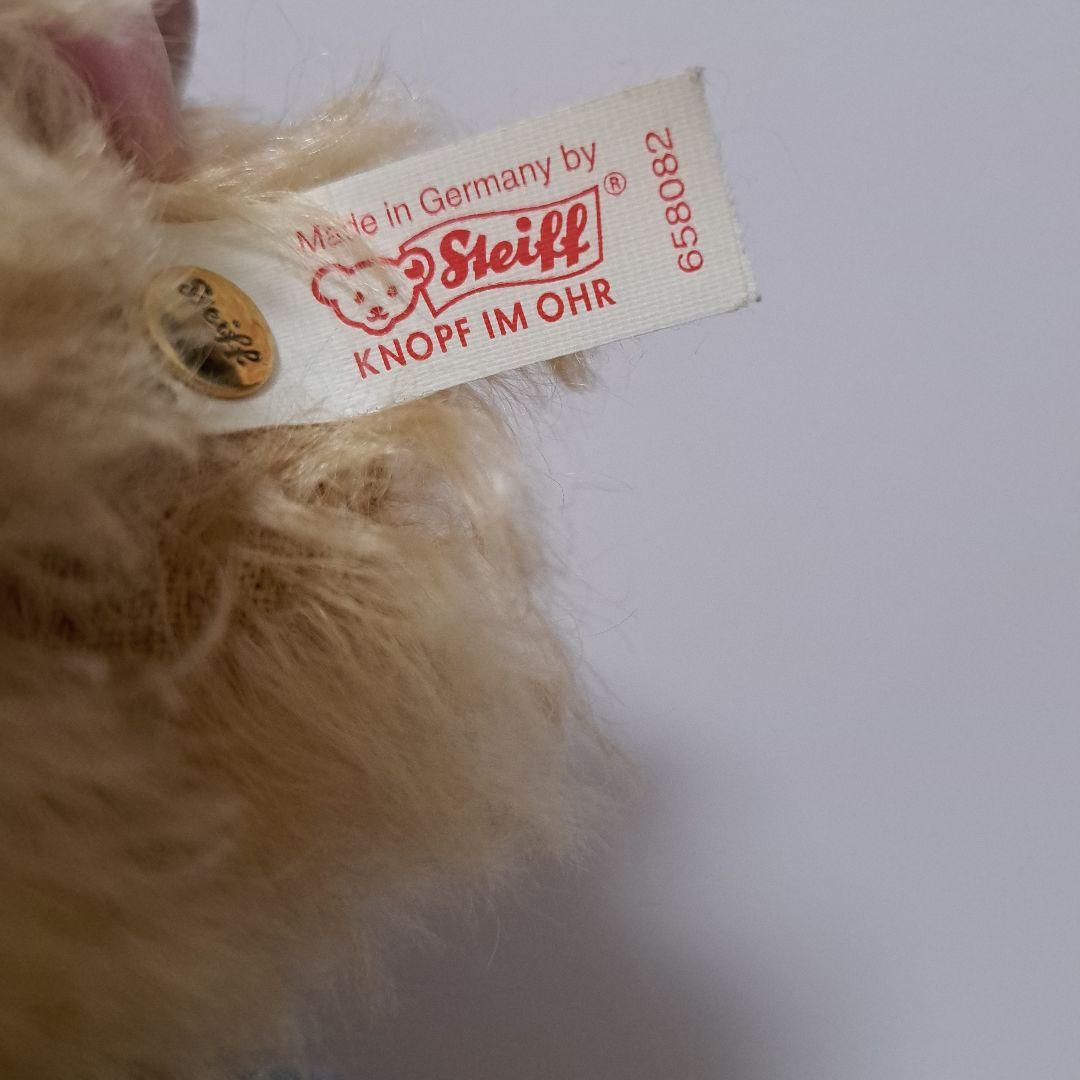 Made in Germany by
Steiff®
KNOPF IM OHR
658082
Steiff